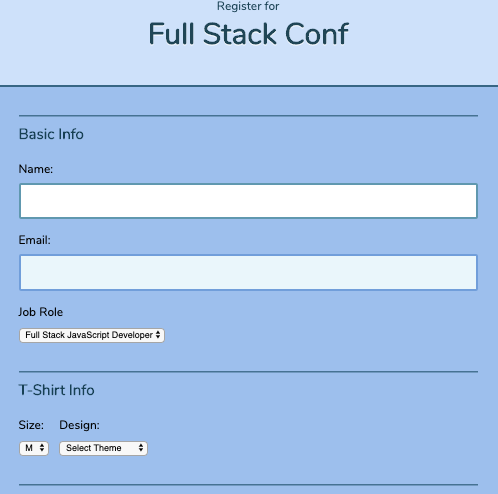 Register for
Full Stack Conf
Basic Info
Name:
Email:
Job Role
Full Stack JavaScript Developer
T-Shirt Info
Size: Design:
M Select Theme